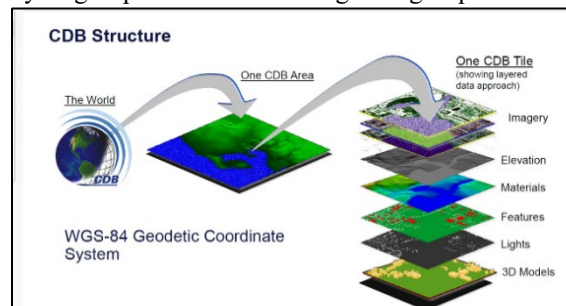 CDB Structure
One CDB Tile
(showing layered
data approach)
One CDB Area
The World
Imagery
CDB
Elevation
Materials
WGS-84 Geodetic Coordinate
System
Features
Lights
3D Models